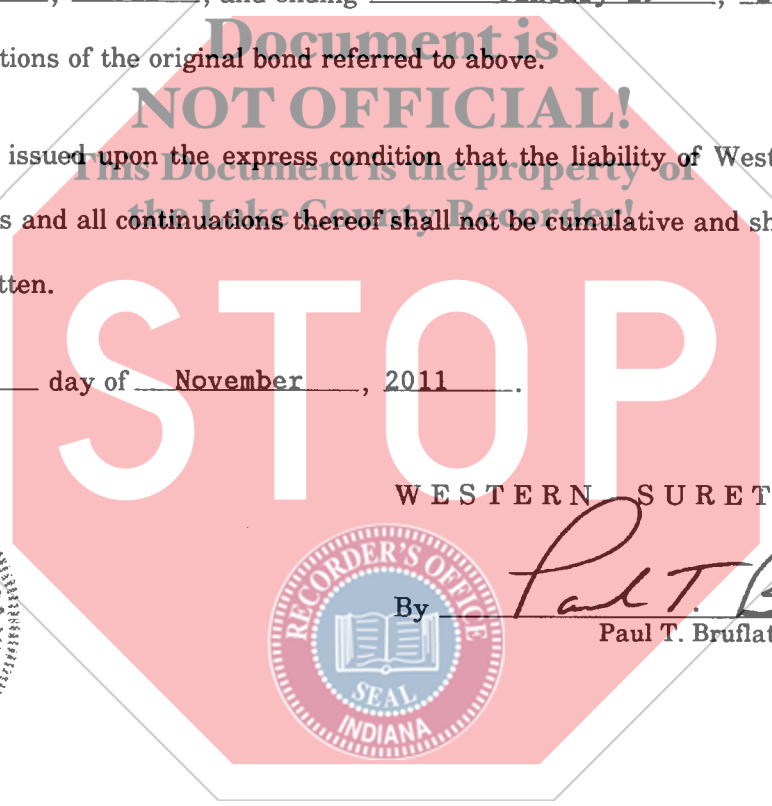 , and ending
Document is
tions of the original bond referred to above.
NOT OFFICIAL!
issued upon the express condition that the liability of West
This Document is the property of
s and all continuations thereof shall not be cumulative and sh
the Lake County Recorder!
tten.
STOP
day of November, 2011.
WESTERN SURET
RECORDER'S OFFICE
By Paul T. B
Paul T. Bruflat
SEAL
INDIANA